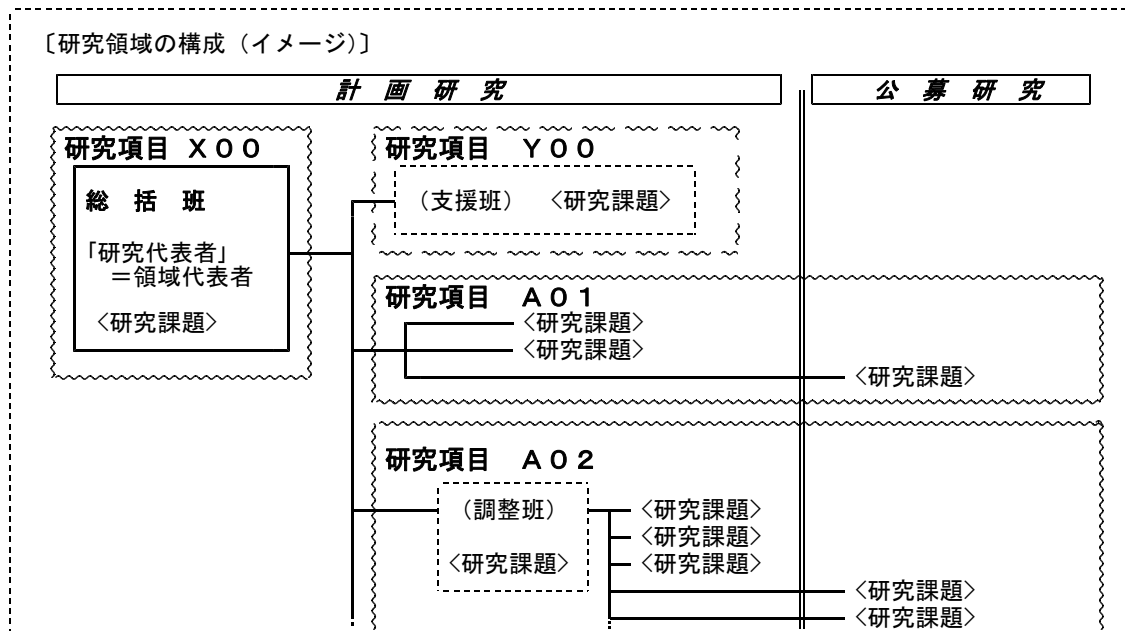 〔研究領域の構成（イメージ）〕
計画研究
公募研究
研究項目 Ｘ００
総括班
「研究代表者」
＝領域代表者
〈研究課題〉
研究項目 Ｙ００
（支援班） 〈研究課題〉
研究項目 Ａ０１
〈研究課題〉
〈研究課題〉
〈研究課題〉
研究項目 Ａ０２
（調整班）
〈研究課題〉
〈研究課題〉
〈研究課題〉
〈研究課題〉
〈研究課題〉
〈研究課題〉